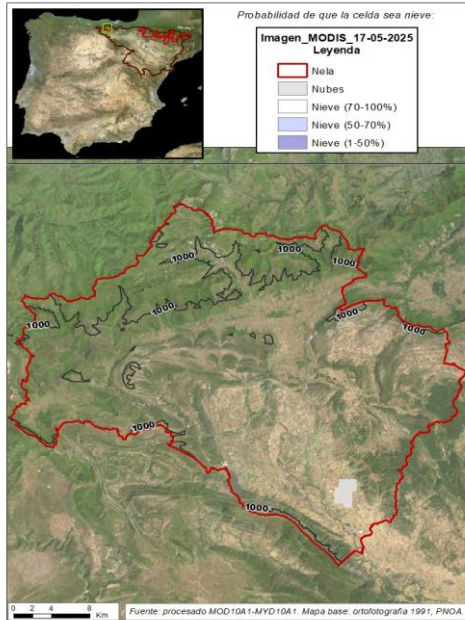 Probabilidad de que la celda sea nieve:
Imagen_MODIS_17-05-2025
Leyenda
Nela
Nubes
Nieve (70-100%)
Nieve (50-70%)
Nieve (1-50%)
1000
1000
1000
1000
1000
1000
1000
1000
1000
0 2 4 8
Km
Fuente: procesado MOD10A1-MYD10A1. Mapa base: ortofotografía 1991, PNOA.